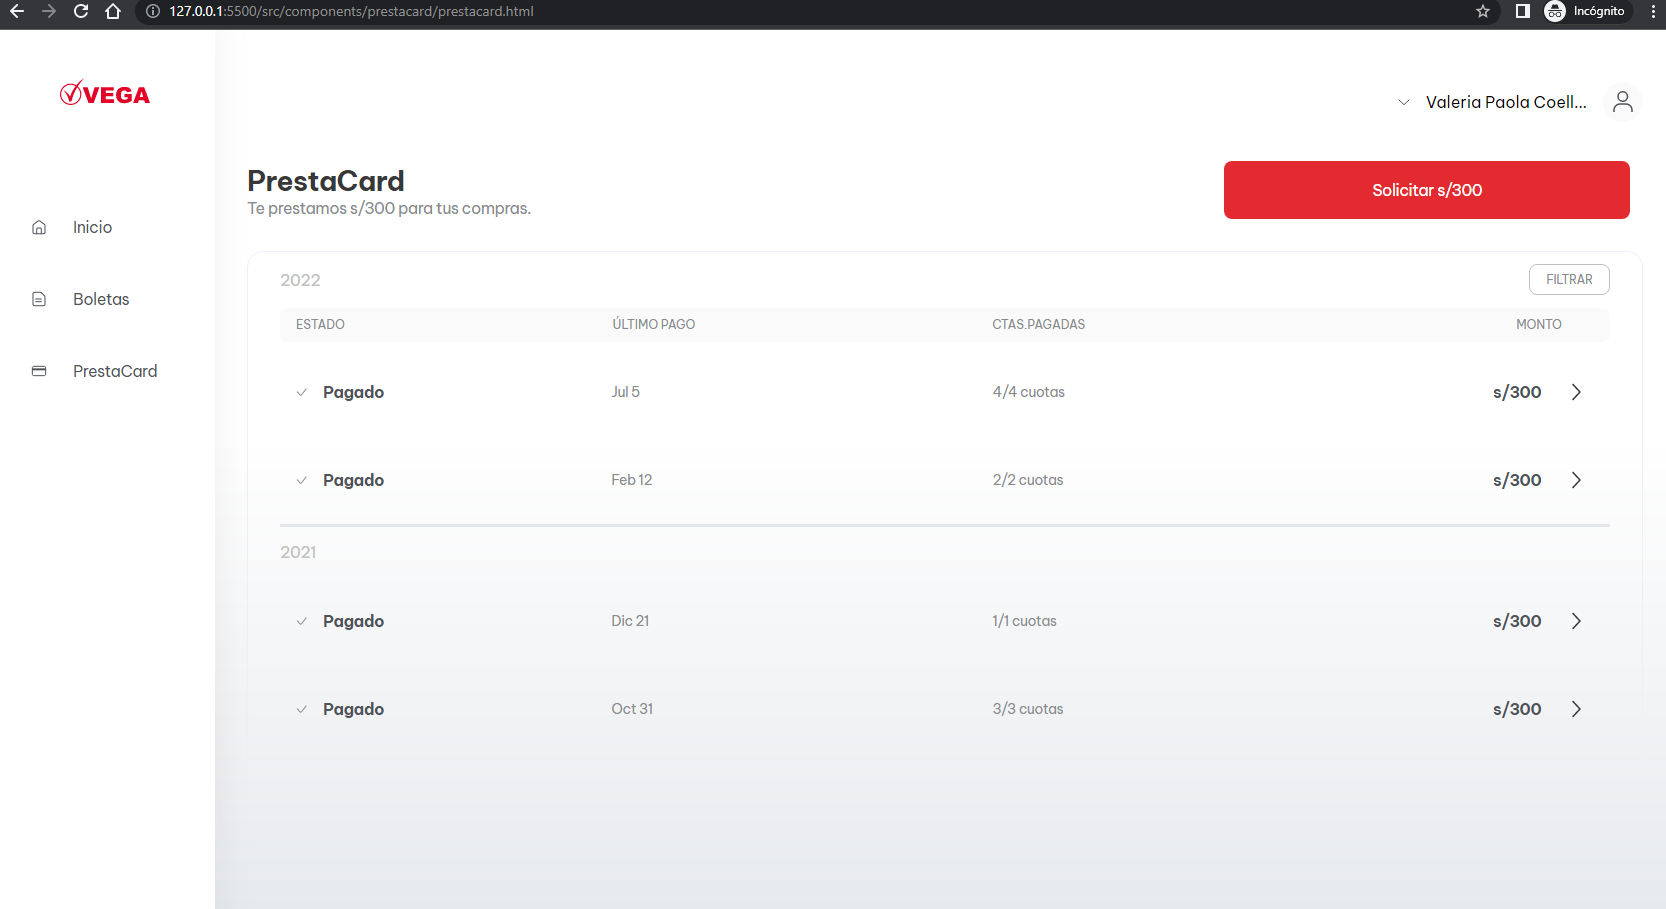 127.0.0.1:5500/src/components/prestacard/prestacard.html
Incógnito
VEGA
Valeria Paola Coell...
Inicio
Boletas
PrestaCard
PrestaCard
Te prestamos s/300 para tus compras.
Solicitar s/300
2022
FILTRAR
ESTADO ÚLTIMO PAGO CTAS.PAGADAS MONTO
Pagado Jul 5 4/4 cuotas s/300
Pagado Feb 12 2/2 cuotas s/300
2021
Pagado Dic 21 1/1 cuotas s/300
Pagado Oct 31 3/3 cuotas s/300